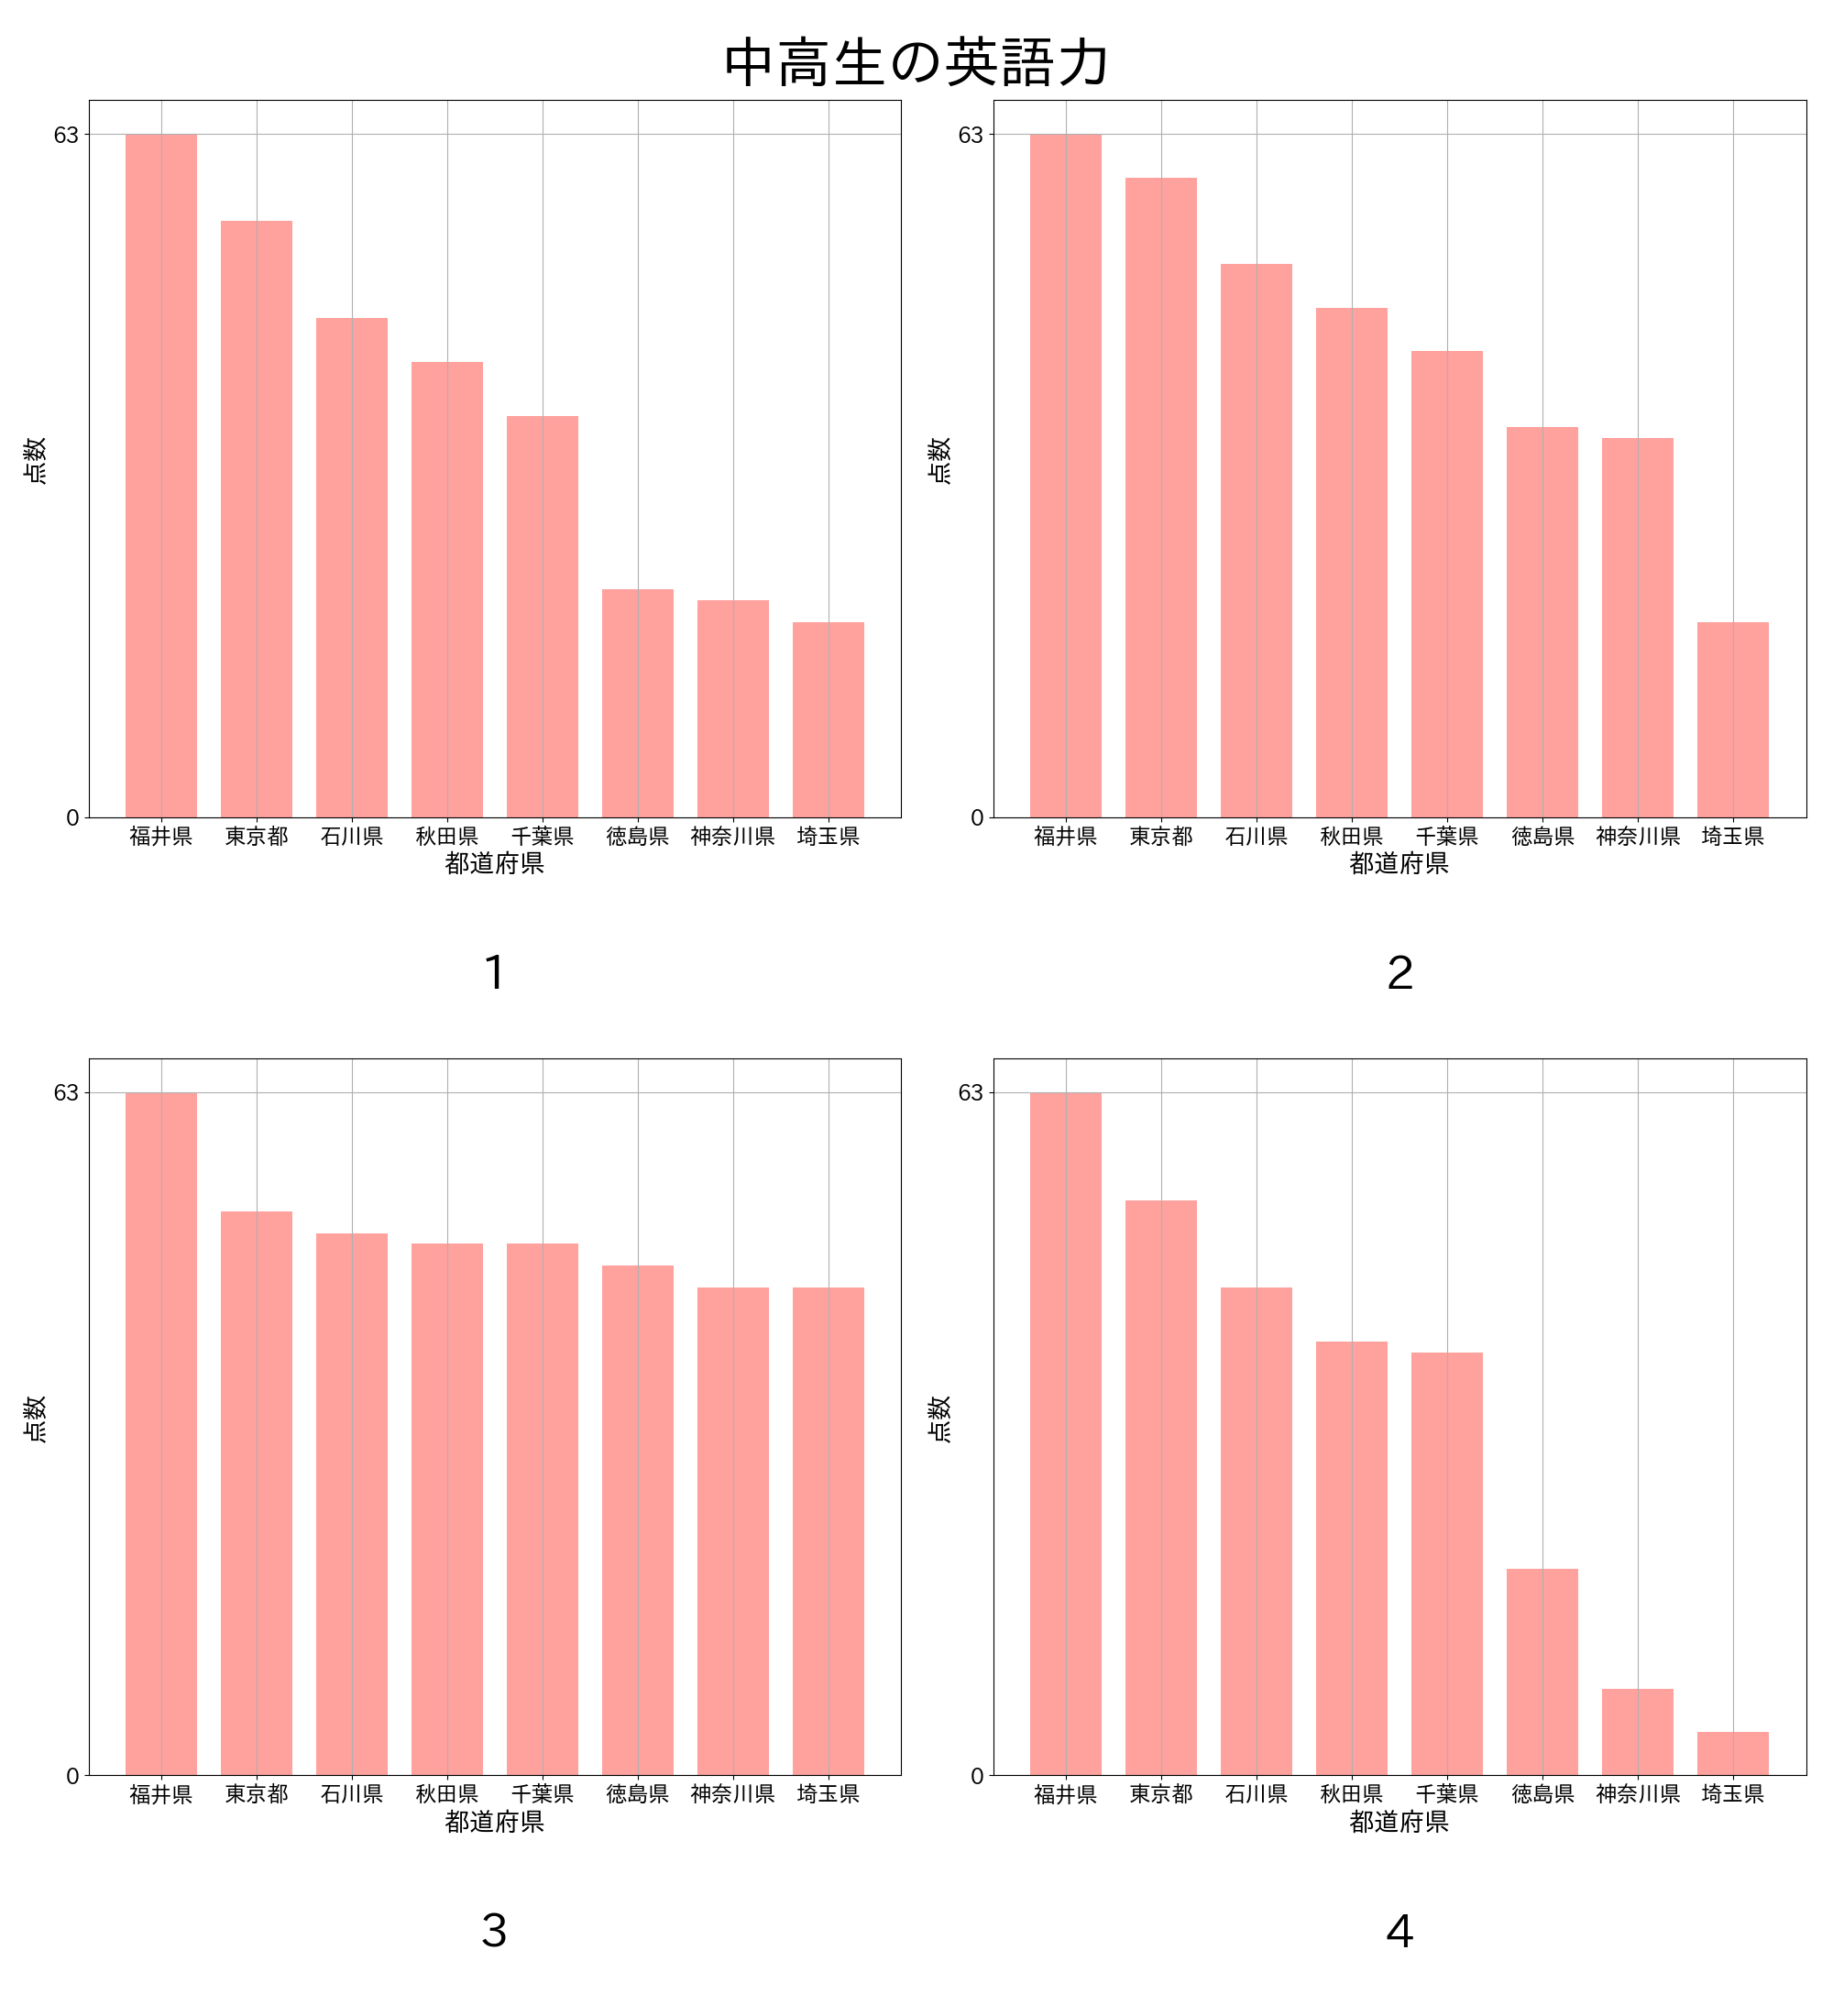 中高生の英語力
63
0
点数
福井県 東京都 石川県 秋田県 千葉県 徳島県 神奈川県 埼玉県
都道府県
1
63
0
点数
福井県 東京都 石川県 秋田県 千葉県 徳島県 神奈川県 埼玉県
都道府県
2
63
0
点数
福井県 東京都 石川県 秋田県 千葉県 徳島県 神奈川県 埼玉県
都道府県
3
63
0
点数
福井県 東京都 石川県 秋田県 千葉県 徳島県 神奈川県 埼玉県
都道府県
4